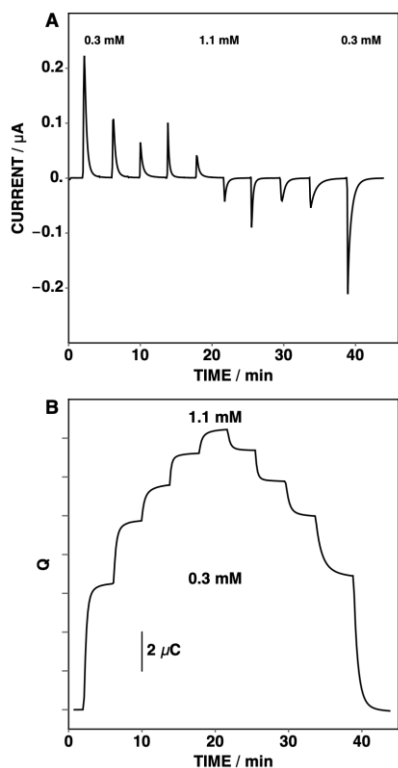 A
0.3 mM 1.1 mM 0.3 mM
0.2
0.1
0.
−0.1
−0.2
CURRENT / μA
0 10 20 30 40
TIME / min
B
1.1 mM
0.3 mM
2 μC
Q
0 10 20 30 40
TIME / min